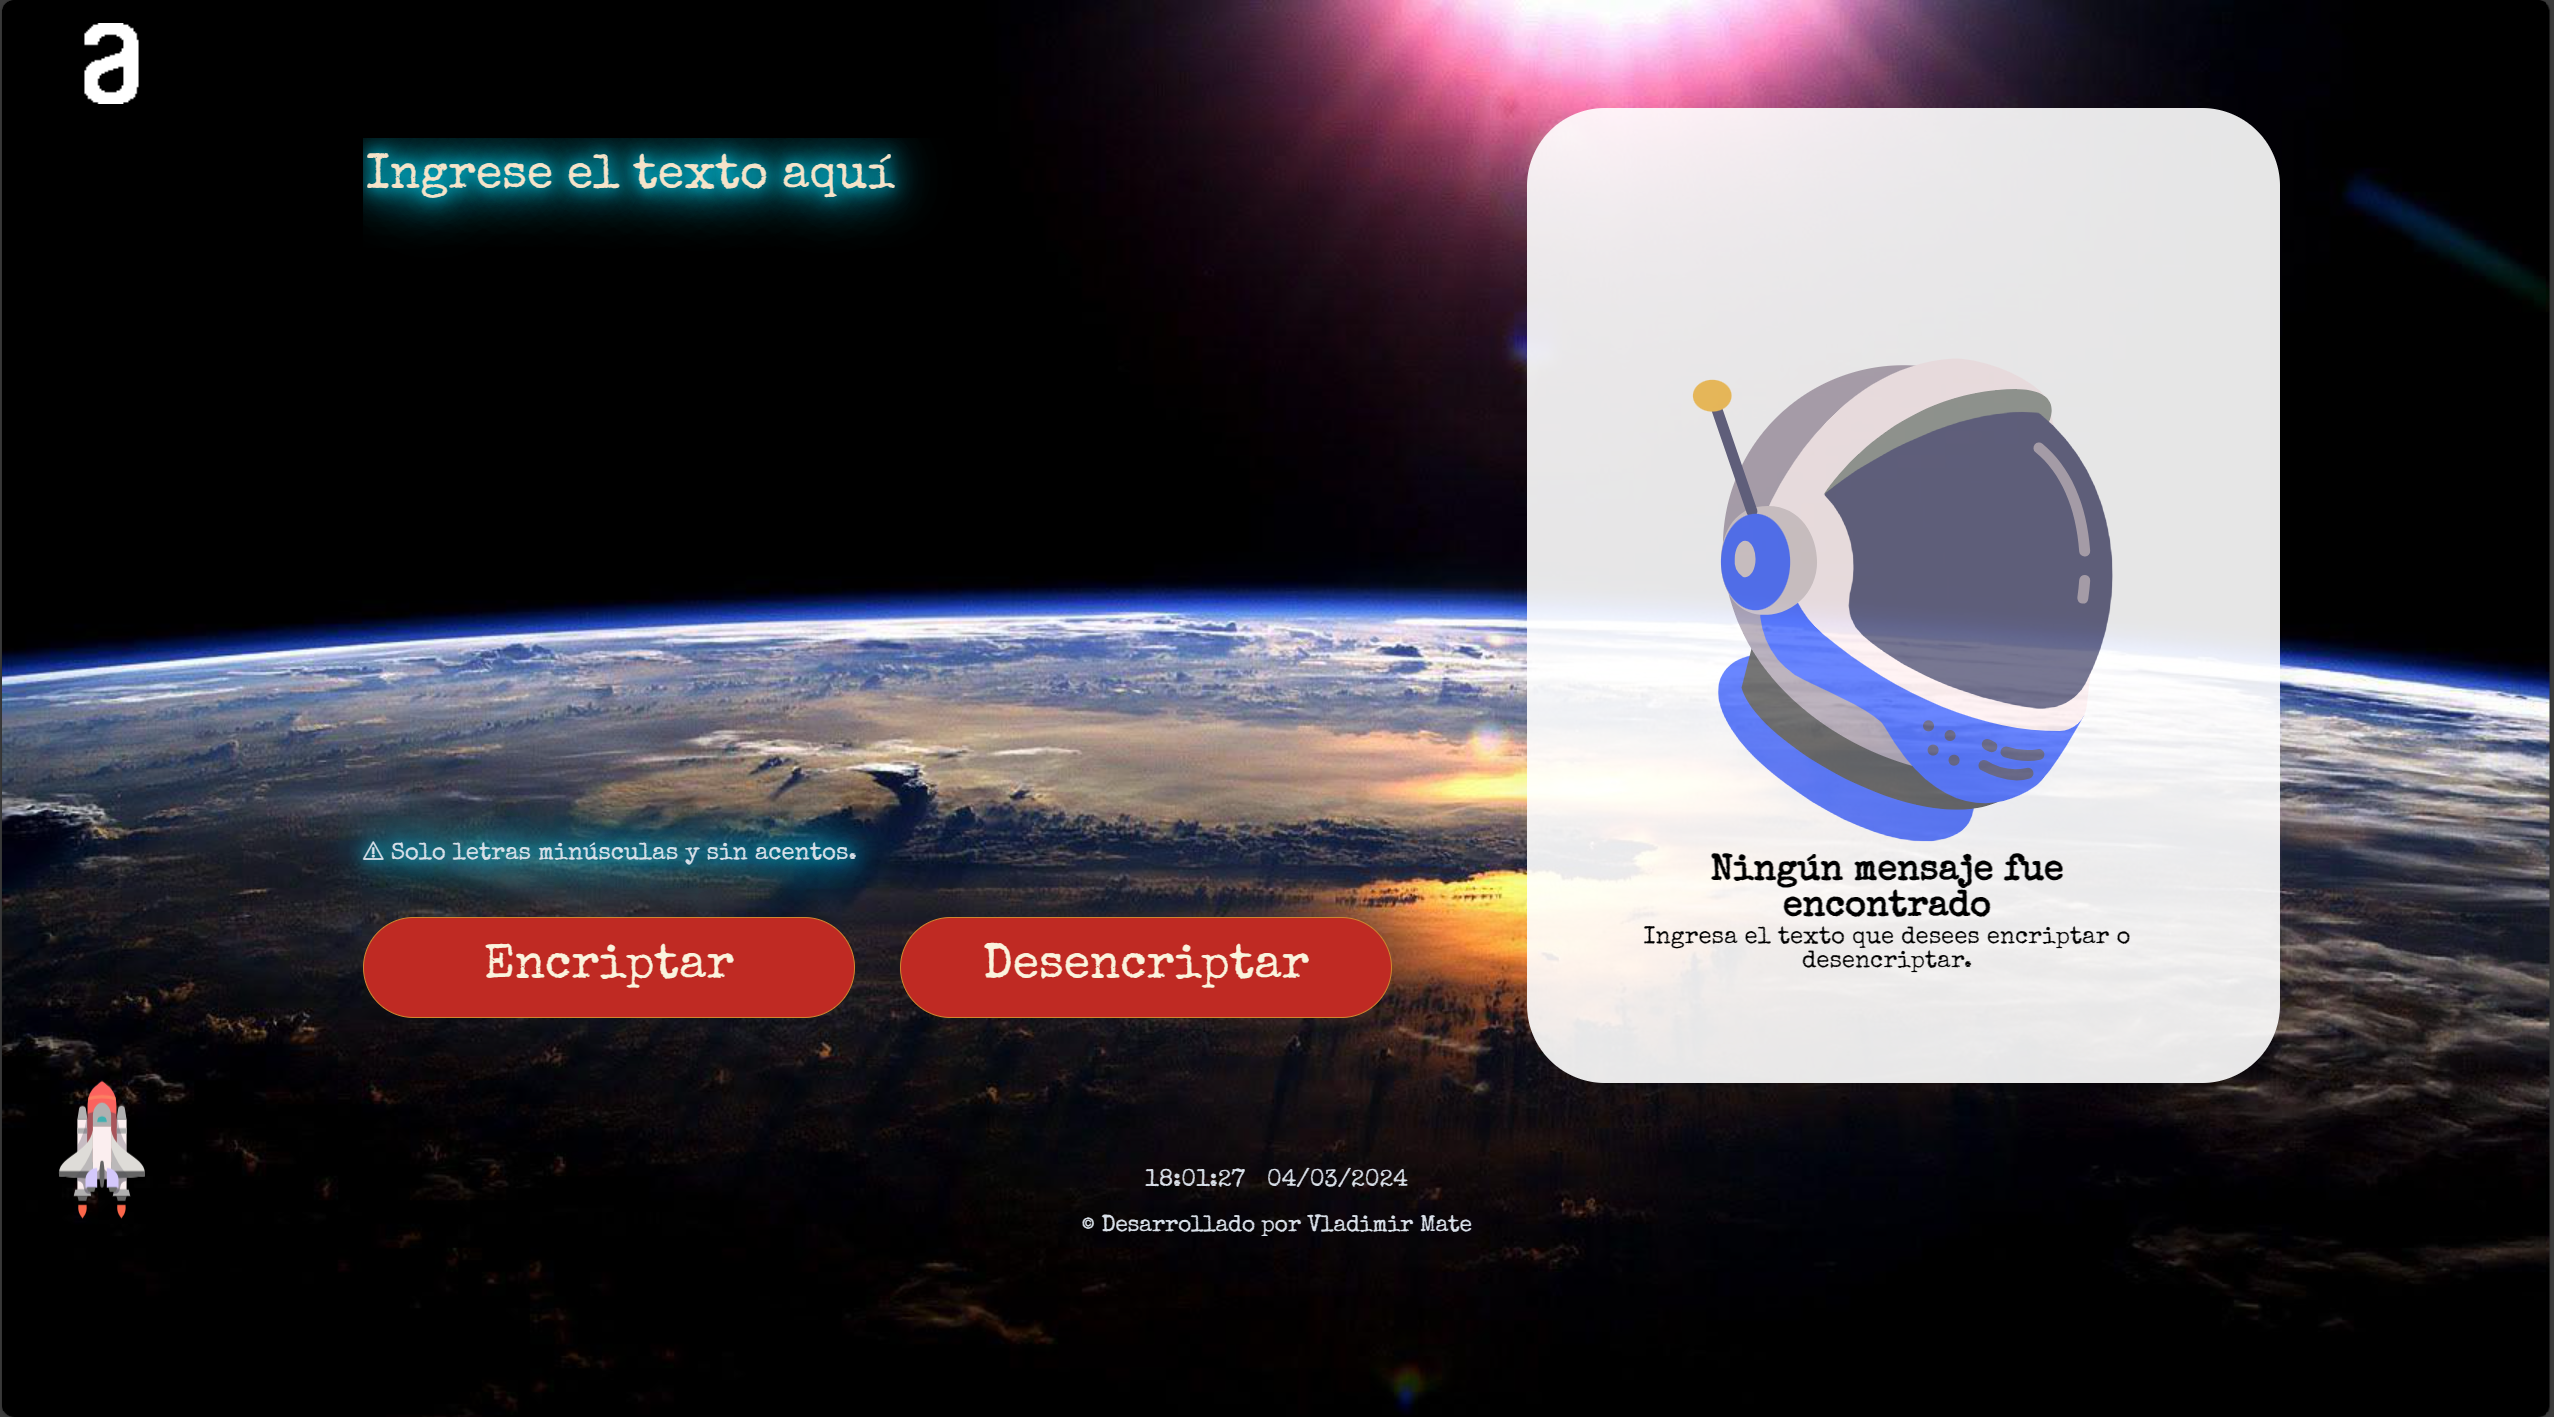 a
Ingrese el texto aquí
⚠ Solo letras minúsculas y sin acentos.
Encriptar
Desencriptar
Ningún mensaje fue
encontrado
Ingresa el texto que desees encriptar o
desencriptar.
18:01:27 04/03/2024
© Desarrollado por Vladimir Mate